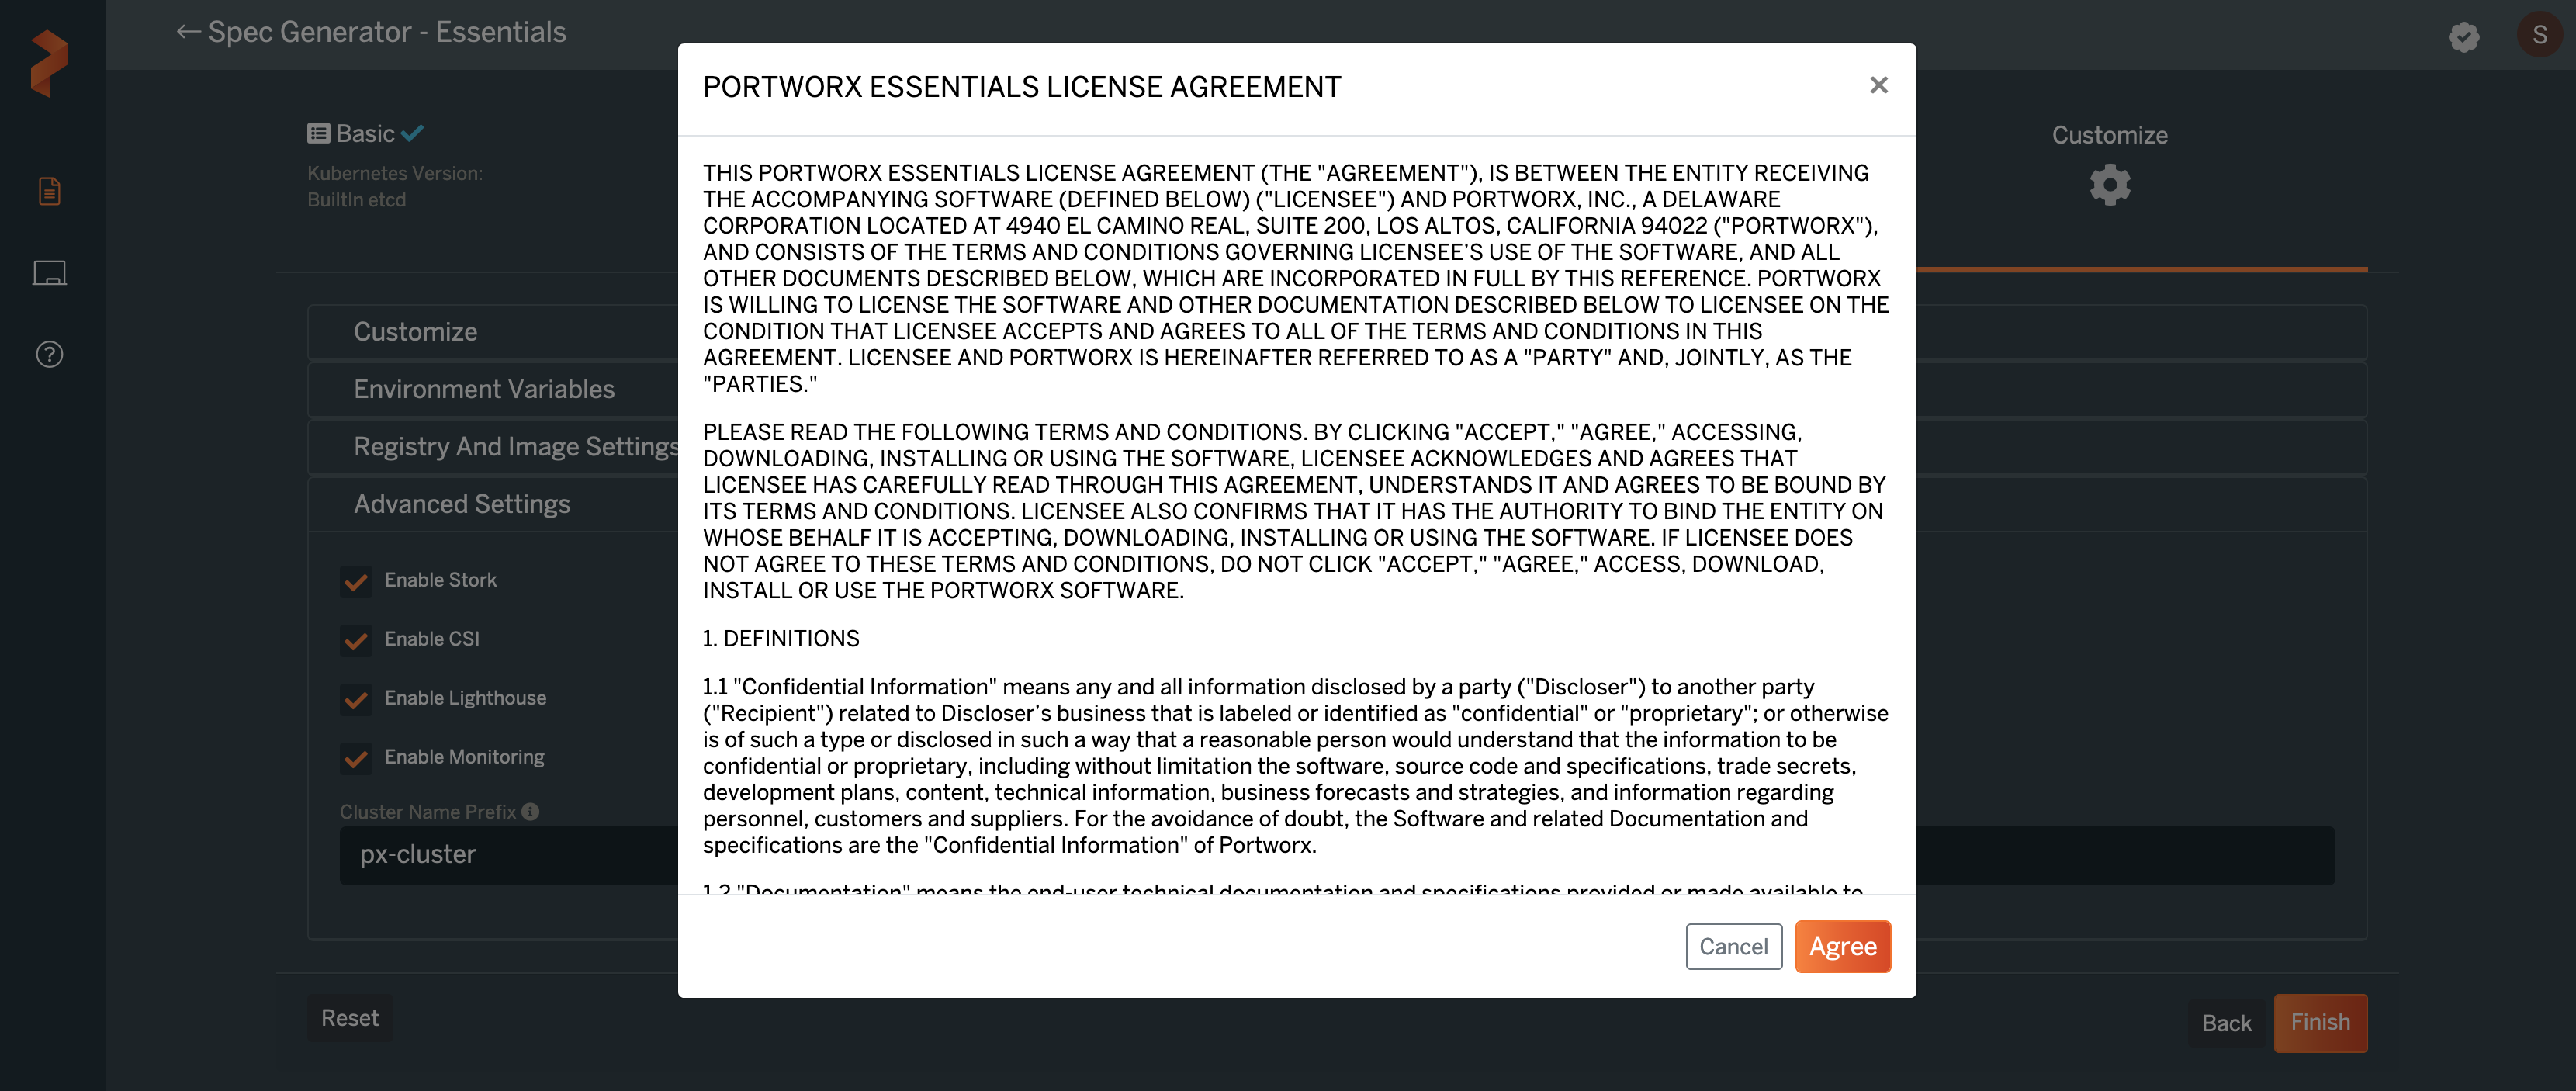 Spec Generator - Essentials
S
Basic
Kubernetes Version:
BuiltIn etcd
Customize
Customize
Environment Variables
Registry And Image Settings
Advanced Settings
Enable Stork
Enable CSI
Enable Lighthouse
Enable Monitoring
Cluster Name Prefix
px-cluster
Reset
Back
Finish
PORTWORX ESSENTIALS LICENSE AGREEMENT
THIS PORTWORX ESSENTIALS LICENSE AGREEMENT (THE "AGREEMENT"), IS BETWEEN THE ENTITY RECEIVING
THE ACCOMPANYING SOFTWARE (DEFINED BELOW) ("LICENSEE") AND PORTWORX, INC., A DELAWARE
CORPORATION LOCATED AT 4940 EL CAMINO REAL, SUITE 200, LOS ALTOS, CALIFORNIA 94022 ("PORTWORX"),
AND CONSISTS OF THE TERMS AND CONDITIONS GOVERNING LICENSEE’S USE OF THE SOFTWARE, AND ALL
OTHER DOCUMENTS DESCRIBED BELOW, WHICH ARE INCORPORATED IN FULL BY THIS REFERENCE. PORTWORX
IS WILLING TO LICENSE THE SOFTWARE AND OTHER DOCUMENTATION DESCRIBED BELOW TO LICENSEE ON THE
CONDITION THAT LICENSEE ACCEPTS AND AGREES TO ALL OF THE TERMS AND CONDITIONS IN THIS
AGREEMENT. LICENSEE AND PORTWORX IS HEREINAFTER REFERRED TO AS A "PARTY" AND, JOINTLY, AS THE
"PARTIES."
PLEASE READ THE FOLLOWING TERMS AND CONDITIONS. BY CLICKING "ACCEPT," "AGREE," ACCESSING,
DOWNLOADING, INSTALLING OR USING THE SOFTWARE, LICENSEE ACKNOWLEDGES AND AGREES THAT
LICENSEE HAS CAREFULLY READ THROUGH THIS AGREEMENT, UNDERSTANDS IT AND AGREES TO BE BOUND BY
ITS TERMS AND CONDITIONS. LICENSEE ALSO CONFIRMS THAT IT HAS THE AUTHORITY TO BIND THE ENTITY ON
WHOSE BEHALF IT IS ACCEPTING, DOWNLOADING, INSTALLING OR USING THE SOFTWARE. IF LICENSEE DOES
NOT AGREE TO THESE TERMS AND CONDITIONS, DO NOT CLICK "ACCEPT," "AGREE," ACCESS, DOWNLOAD,
INSTALL OR USE THE PORTWORX SOFTWARE.
1. DEFINITIONS
1.1 "Confidential Information" means any and all information disclosed by a party ("Discloser") to another party
("Recipient") related to Discloser’s business that is labeled or identified as "confidential" or "proprietary"; or otherwise
is of such a type or disclosed in such a way that a reasonable person would understand that the information to be
confidential or proprietary, including without limitation the software, source code and specifications, trade secrets,
development plans, content, technical information, business forecasts and strategies, and information regarding
personnel, customers and suppliers. For the avoidance of doubt, the Software and related Documentation and
specifications are the "Confidential Information" of Portworx.
1.2 "Documentation" means the end-user technical documentation and specifications provided or made available to
Cancel
Agree